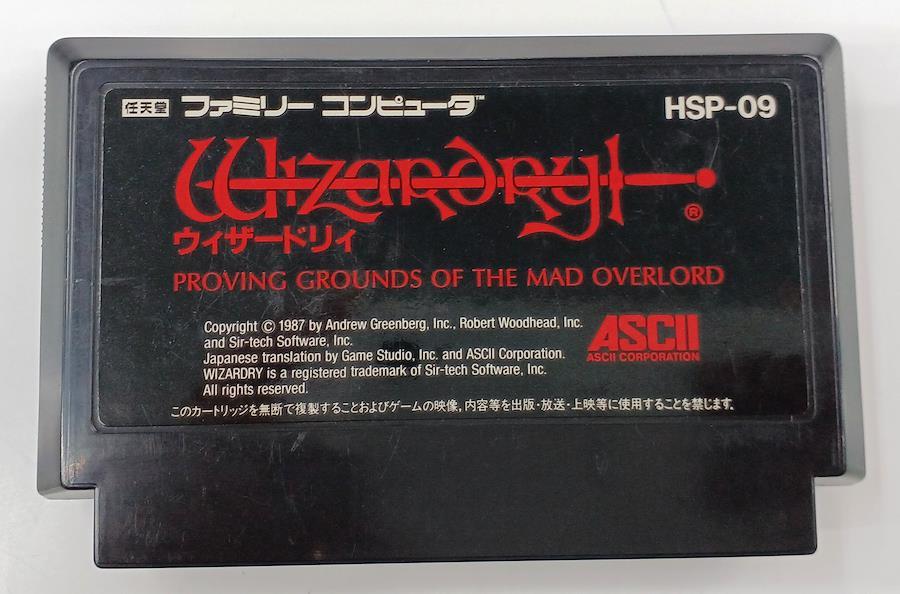 任天堂 ファミリー コンピュータ™ HSP-09
Wizardry®
ウィザードリィ
PROVING GROUNDS OF THE MAD OVERLORD
Copyright © 1987 by Andrew Greenberg, Inc., Robert Woodhead, Inc.
and Sir-tech Software, Inc.
Japanese translation by Game Studio, Inc. and ASCII Corporation.
WIZARDRY is a registered trademark of Sir-tech Software, Inc.
All rights reserved.
ASCII
ASCII CORPORATION
このカートリッジを無断で複製することおよびゲームの映像，内容等を出版・放送・上映等に使用することを禁じます。